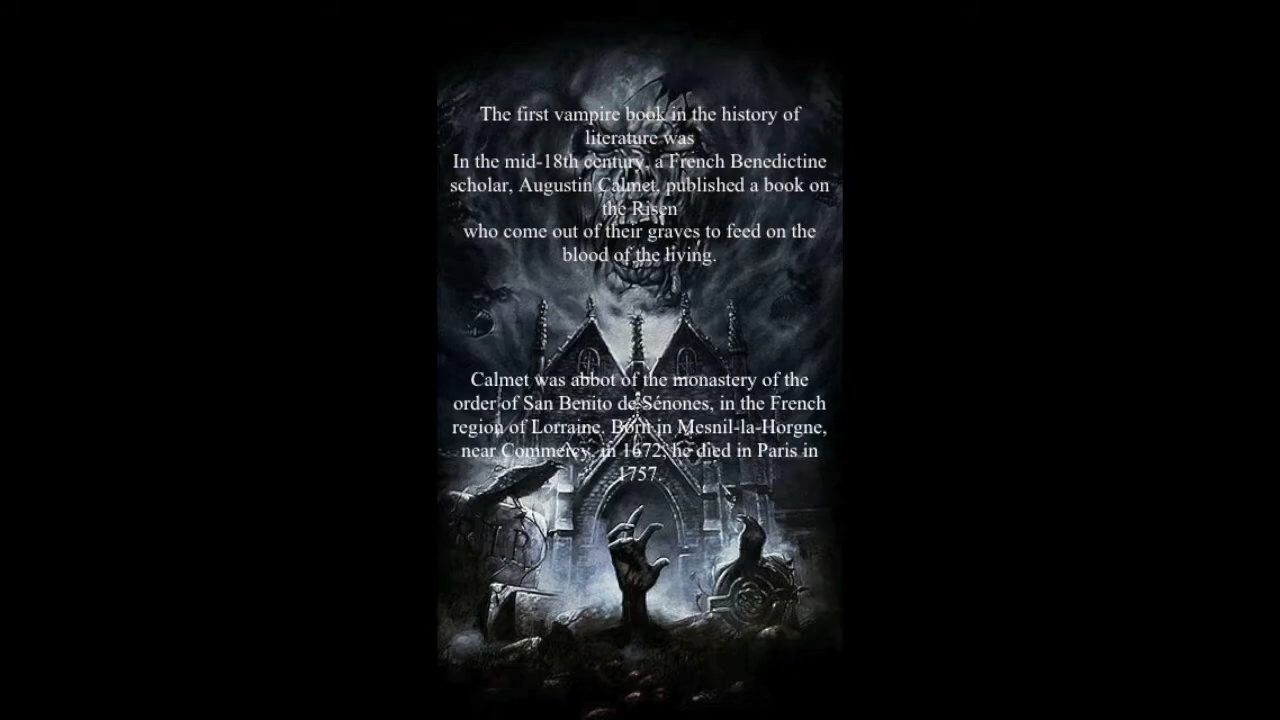 The first vampire book in the history of
literature was
In the mid-18th century, a French Benedictine
scholar, Augustin Calmet, published a book on
the Risen
who come out of their graves to feed on the
blood of the living.
Calmet was abbot of the monastery of the
order of San Benito de Sénones, in the French
region of Lorraine. Born in Mesnil-la-Horgne,
near Commercy, in 1672, he died in Paris in
1757.
R.I.P